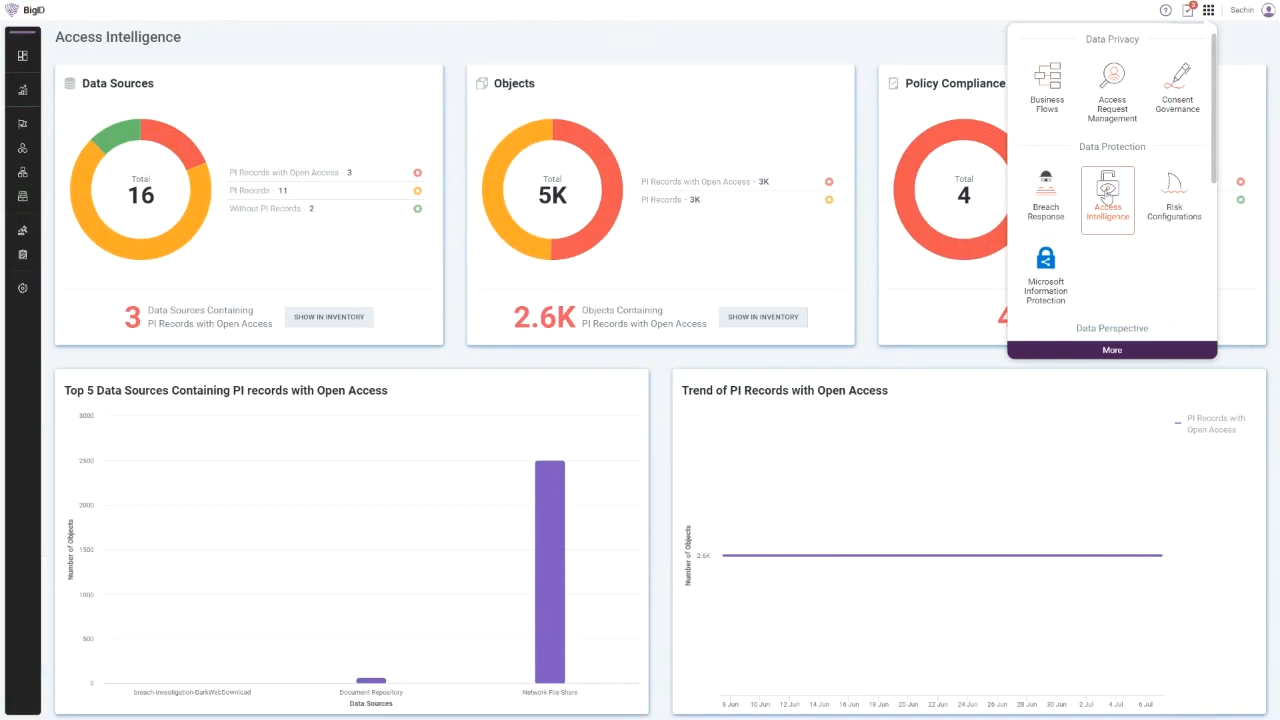 BigID
3
Sachin
Access Intelligence
Data Sources
Total
16
PI Records with Open Access - 3
PI Records - 11
Without PI Records - 2
3
Data Sources Containing
PI Records with Open Access
SHOW IN INVENTORY
Objects
Total
5K
PI Records with Open Access - 3K
PI Records - 3K
2.6K
Objects Containing
PI Records with Open Access
SHOW IN INVENTORY
Policy Compliance
Total
4
Data Privacy
Business
Flows
Access
Request
Management
Consent
Governance
Data Protection
Breach
Response
Access
Intelligence
Risk
Configurations
Microsoft
Information
Protection
Data Perspective
More
Top 5 Data Sources Containing PI records with Open Access
3000
2500
2000
1500
1000
500
0
Number of Objects
breach-investigation-DarkWebDownload
Document Repository
Network File Share
Data Sources
Trend of PI Records with Open Access
PI Records with
Open Access
Number of Objects
2.6K
8 Jun 10 Jun 12 Jun 14 Jun 16 Jun 18 Jun 20 Jun 22 Jun 24 Jun 26 Jun 28 Jun 30 Jun 2 Jul 4 Jul 6 Jul